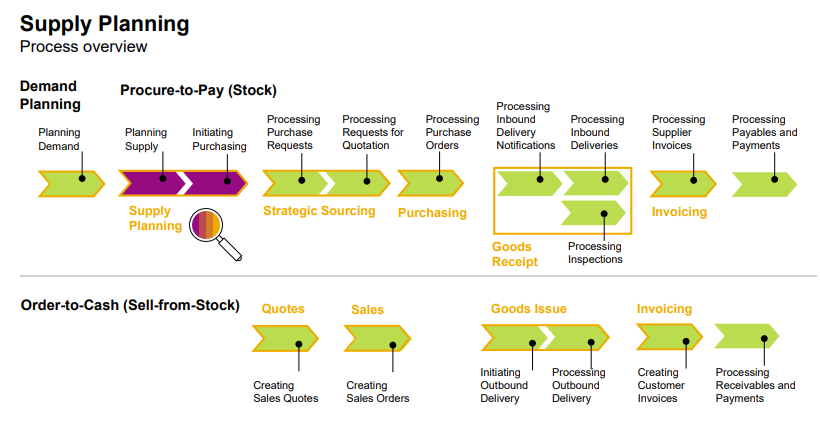 Supply Planning
Process overview
Demand
Planning
Procure-to-Pay (Stock)
Planning
Demand
Planning
Supply
Initiating
Purchasing
Processing
Purchase
Requests
Processing
Requests for
Quotation
Processing
Purchase
Orders
Processing
Inbound
Delivery
Notifications
Processing
Inbound
Deliveries
Processing
Supplier
Invoices
Processing
Payables and
Payments
Supply
Planning
Strategic Sourcing
Purchasing
Goods
Receipt
Processing
Inspections
Invoicing
Order-to-Cash (Sell-from-Stock)
Quotes
Sales
Goods Issue
Invoicing
Creating
Sales Quotes
Creating
Sales Orders
Initiating
Outbound
Delivery
Processing
Outbound
Delivery
Creating
Customer
Invoices
Processing
Receivables and
Payments